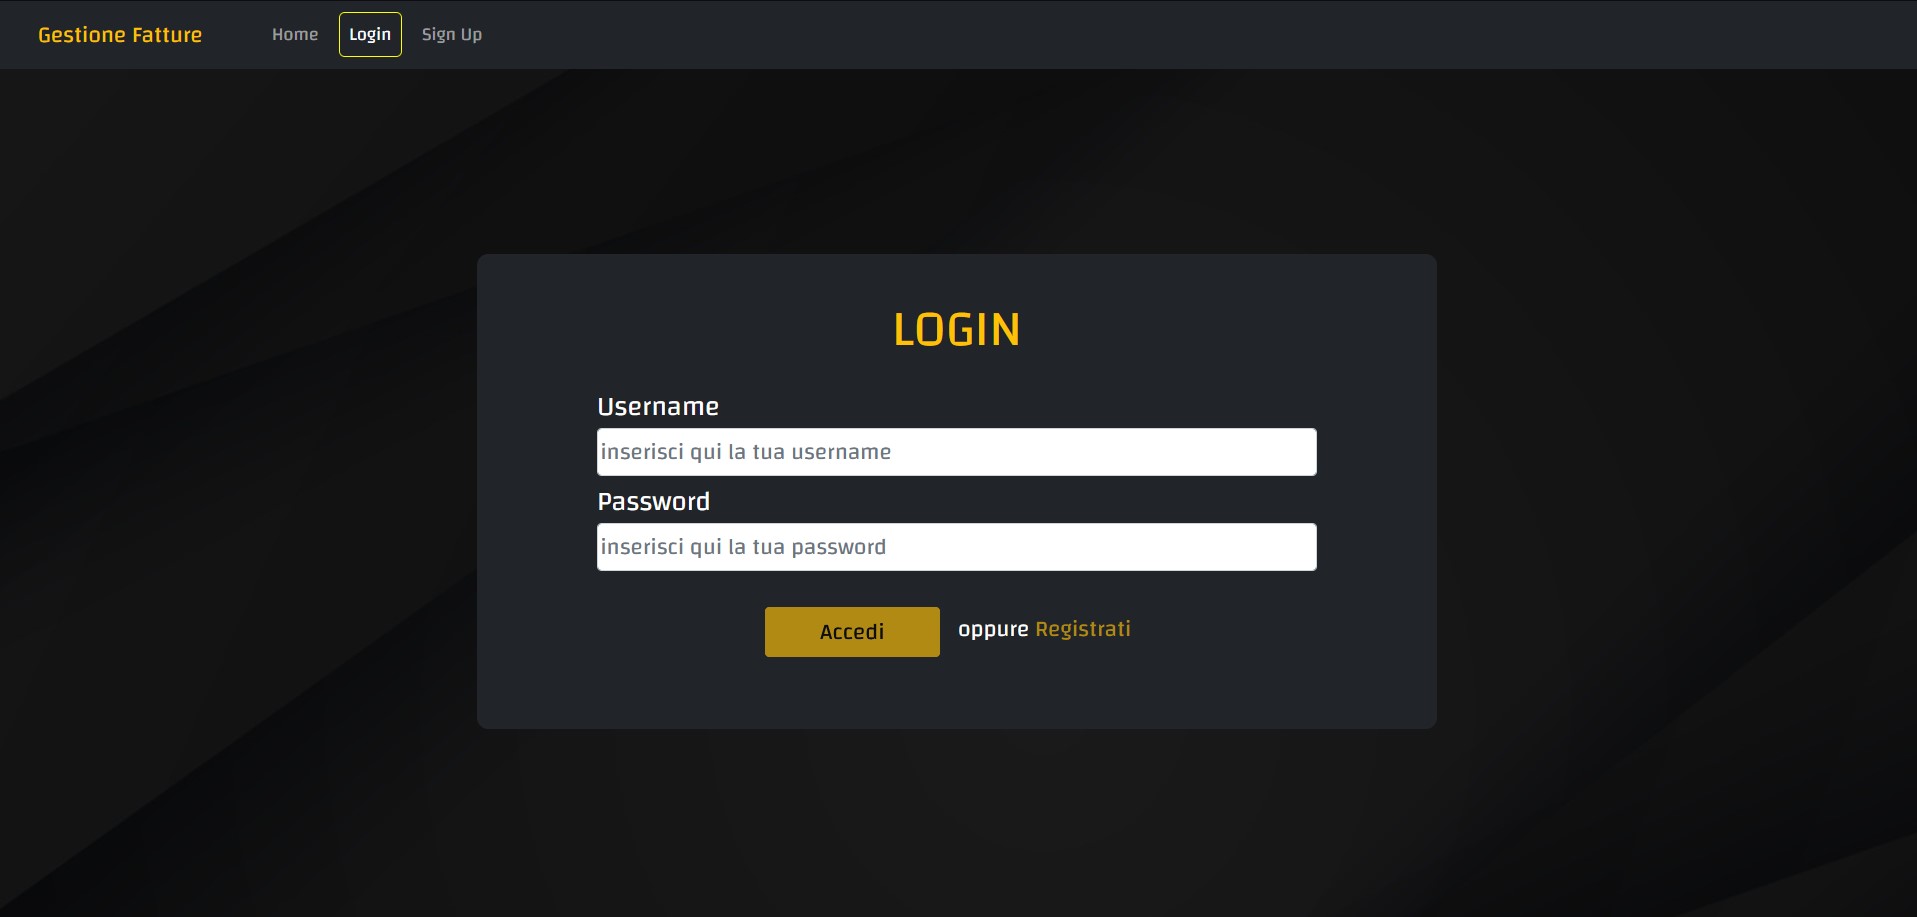 Gestione Fatture Home Login Sign Up
LOGIN
Username
inserisci qui la tua username
Password
inserisci qui la tua password
Accedi oppure Registrati